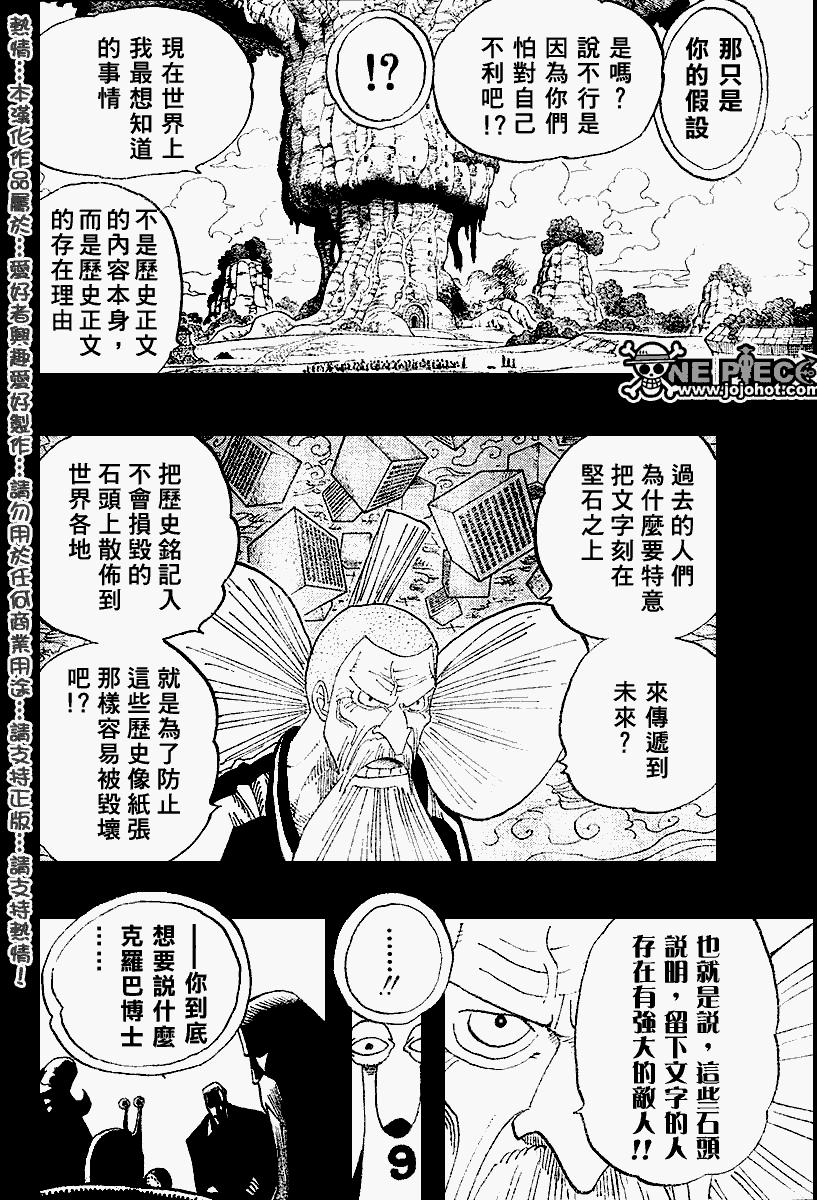 那只是
你的假設
是嗎?
說不行是
因為你們
怕對自己
不利吧!?
!?
現在世界上
我最想知道
的事情
不是歷史正文
的內容本身,
而是歷史正文
的存在理由
ONE PIECE
www.jojohot.com
過去的人們
為什麼要特意
把文字刻在
堅石之上
來傳遞到
未來?
把歷史銘記入
不會損毀的
石頭上散佈到
世界各地
就是為了防止
這些歷史像紙張
那樣容易被毀壞
吧!?
也就是說,這些石頭
說明,留下文字的人
存在有強大的敵人!!
……!!
——你到底
想要說什麼
克羅巴博士
……
9
熱情…本漢化作品屬於…愛好者興趣愛好製作…請勿用於任何商業用途…請支持正版…請支持熱情!